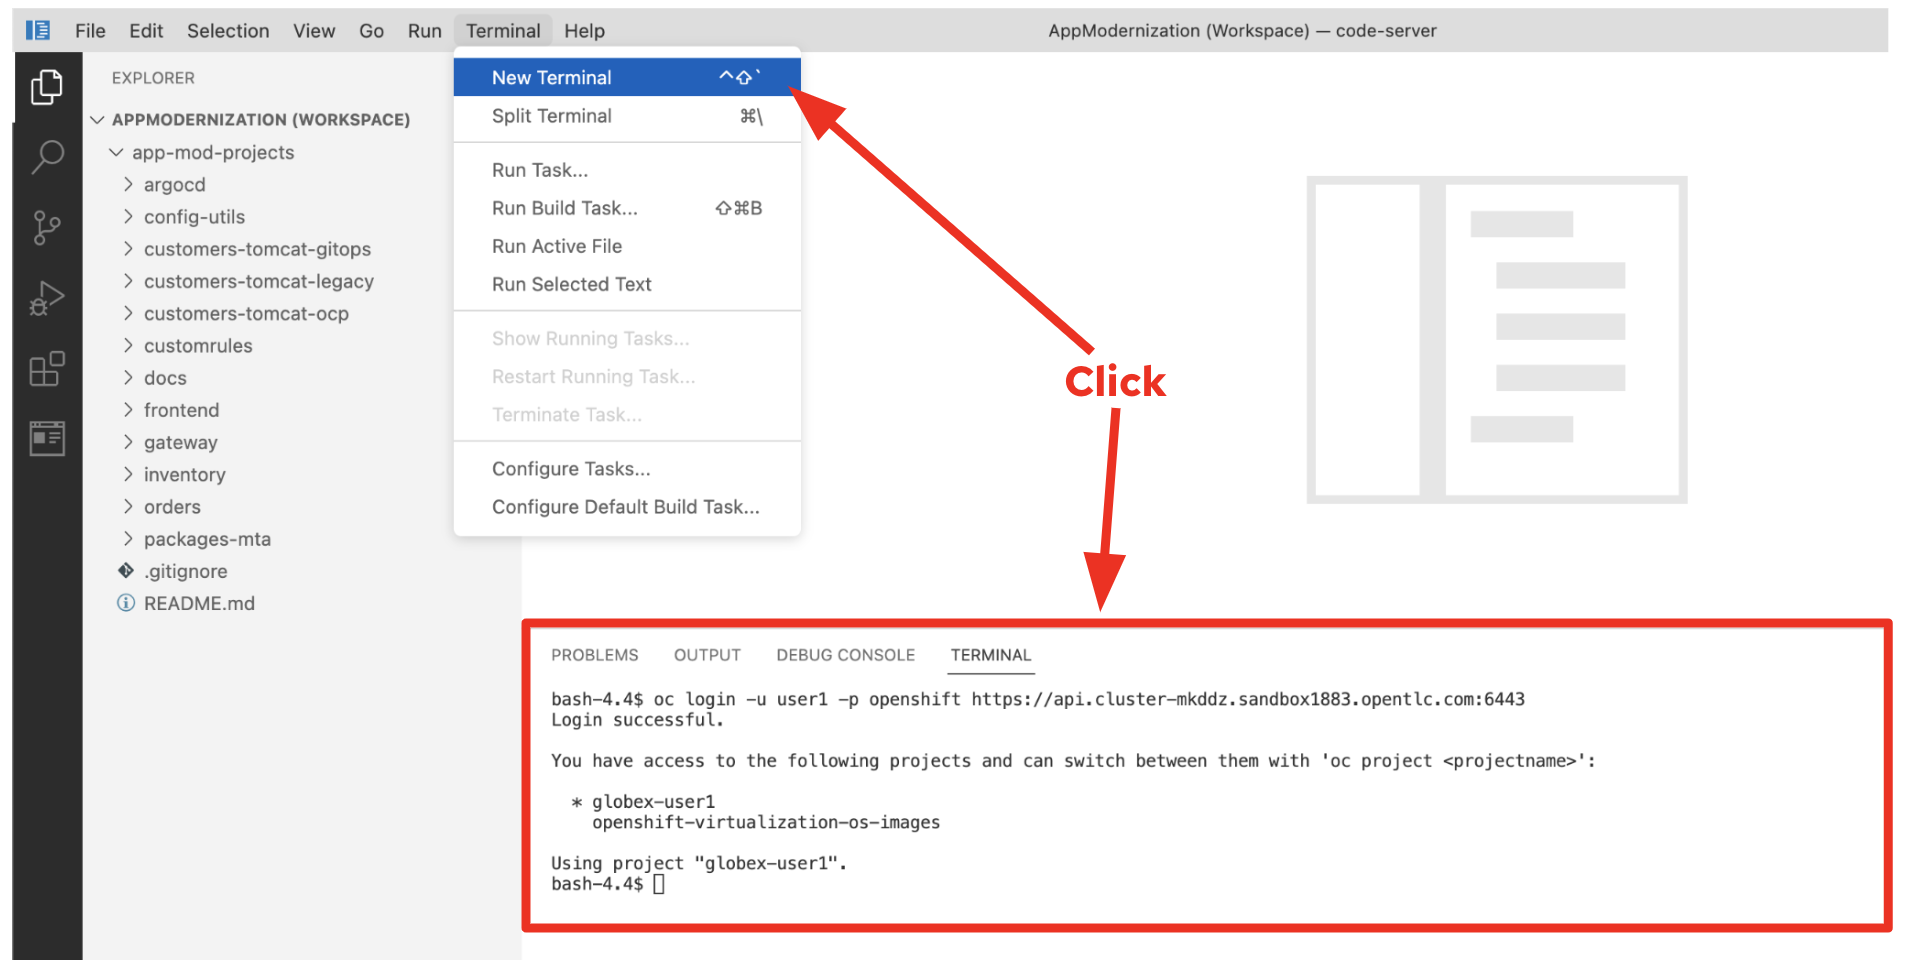 File Edit Selection View Go Run Terminal Help
AppModernization (Workspace) — code-server
EXPLORER
APPMODERNIZATION (WORKSPACE)
app-mod-projects
argocd
config-utils
customers-tomcat-gitops
customers-tomcat-legacy
customers-tomcat-ocp
customrules
docs
frontend
gateway
inventory
orders
packages-mta
.gitignore
README.md
New Terminal ^⇧`
Split Terminal ⌘\
Run Task...
Run Build Task... ⇧⌘B
Run Active File
Run Selected Text
Show Running Tasks...
Restart Running Task...
Terminate Task...
Configure Tasks...
Configure Default Build Task...
Click
PROBLEMS OUTPUT DEBUG CONSOLE TERMINAL
bash-4.4$ oc login -u user1 -p openshift https://api.cluster-mkddz.sandbox1883.opentlc.com:6443
Login successful.
You have access to the following projects and can switch between them with 'oc project <projectname>':
* globex-user1
openshift-virtualization-os-images
Using project "globex-user1".
bash-4.4$